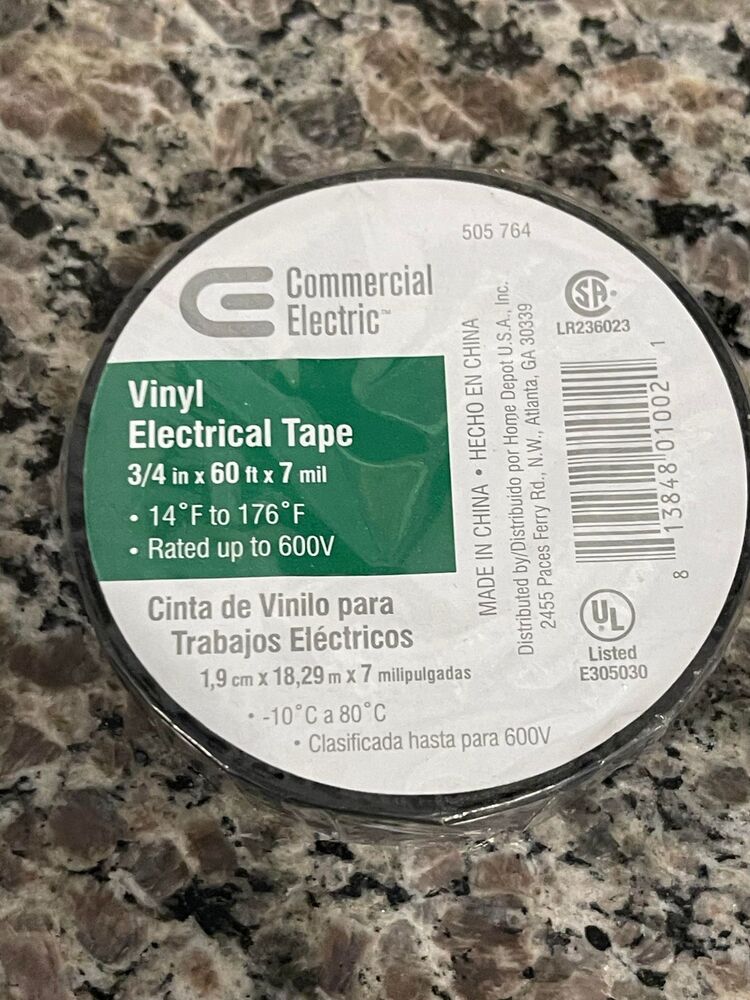 505 764
Commercial
Electric™
Vinyl
Electrical Tape
3/4 in x 60 ft x 7 mil
• 14°F to 176°F
• Rated up to 600V
Cinta de Vinilo para
Trabajos Eléctricos
1,9 cm x 18,29 m x 7 milipulgadas
• -10°C a 80°C
• Clasificada hasta para 600V
MADE IN CHINA • HECHO EN CHINA
Distributed by/Distribuido por Home Depot U.S.A., Inc.
2455 Paces Ferry Rd., N.W., Atlanta, GA 30339
SA
LR236023
8 13848 01002 1
UL
Listed
E305030